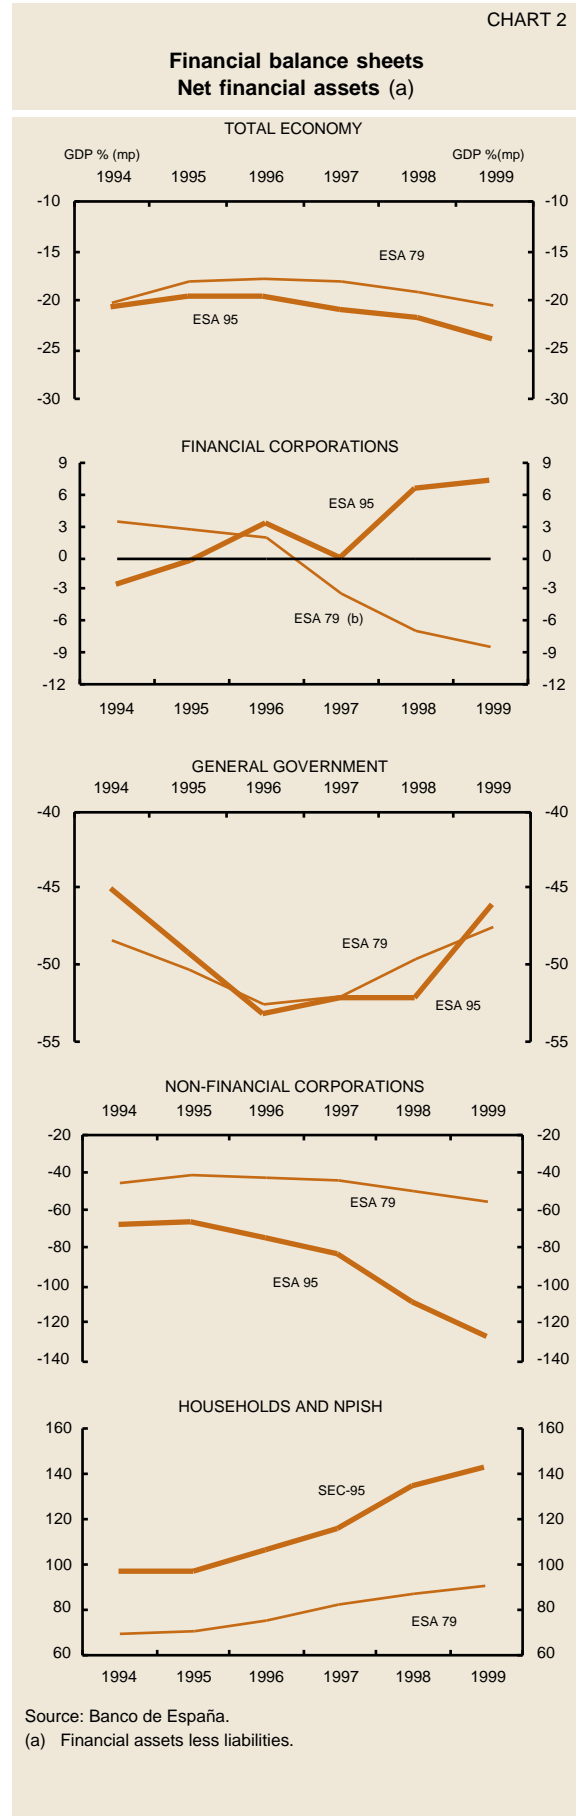 CHART 2
Financial balance sheets
Net financial assets (a)
TOTAL ECONOMY
GDP % (mp) GDP %(mp)
1994 1995 1996 1997 1998 1999
-10 -10
-15 -15
ESA 79
-20 -20
ESA 95
-25 -25
-30 -30
FINANCIAL CORPORATIONS
9 9
6 6
ESA 95
3 3
0 0
-3 -3
-6 -6
ESA 79 (b)
-9 -9
-12 -12
1994 1995 1996 1997 1998 1999
GENERAL GOVERNMENT
1994 1995 1996 1997 1998 1999
-40 -40
-45 -45
ESA 79
-50 -50
ESA 95
-55 -55
NON-FINANCIAL CORPORATIONS
1994 1995 1996 1997 1998 1999
-20 -20
-40 -40
ESA 79
-60 -60
-80 -80
ESA 95
-100 -100
-120 -120
-140 -140
HOUSEHOLDS AND NPISH
160 160
140 140
SEC-95
120 120
100 100
80 80
ESA 79
60 60
1994 1995 1996 1997 1998 1999
Source: Banco de España.
(a) Financial assets less liabilities.